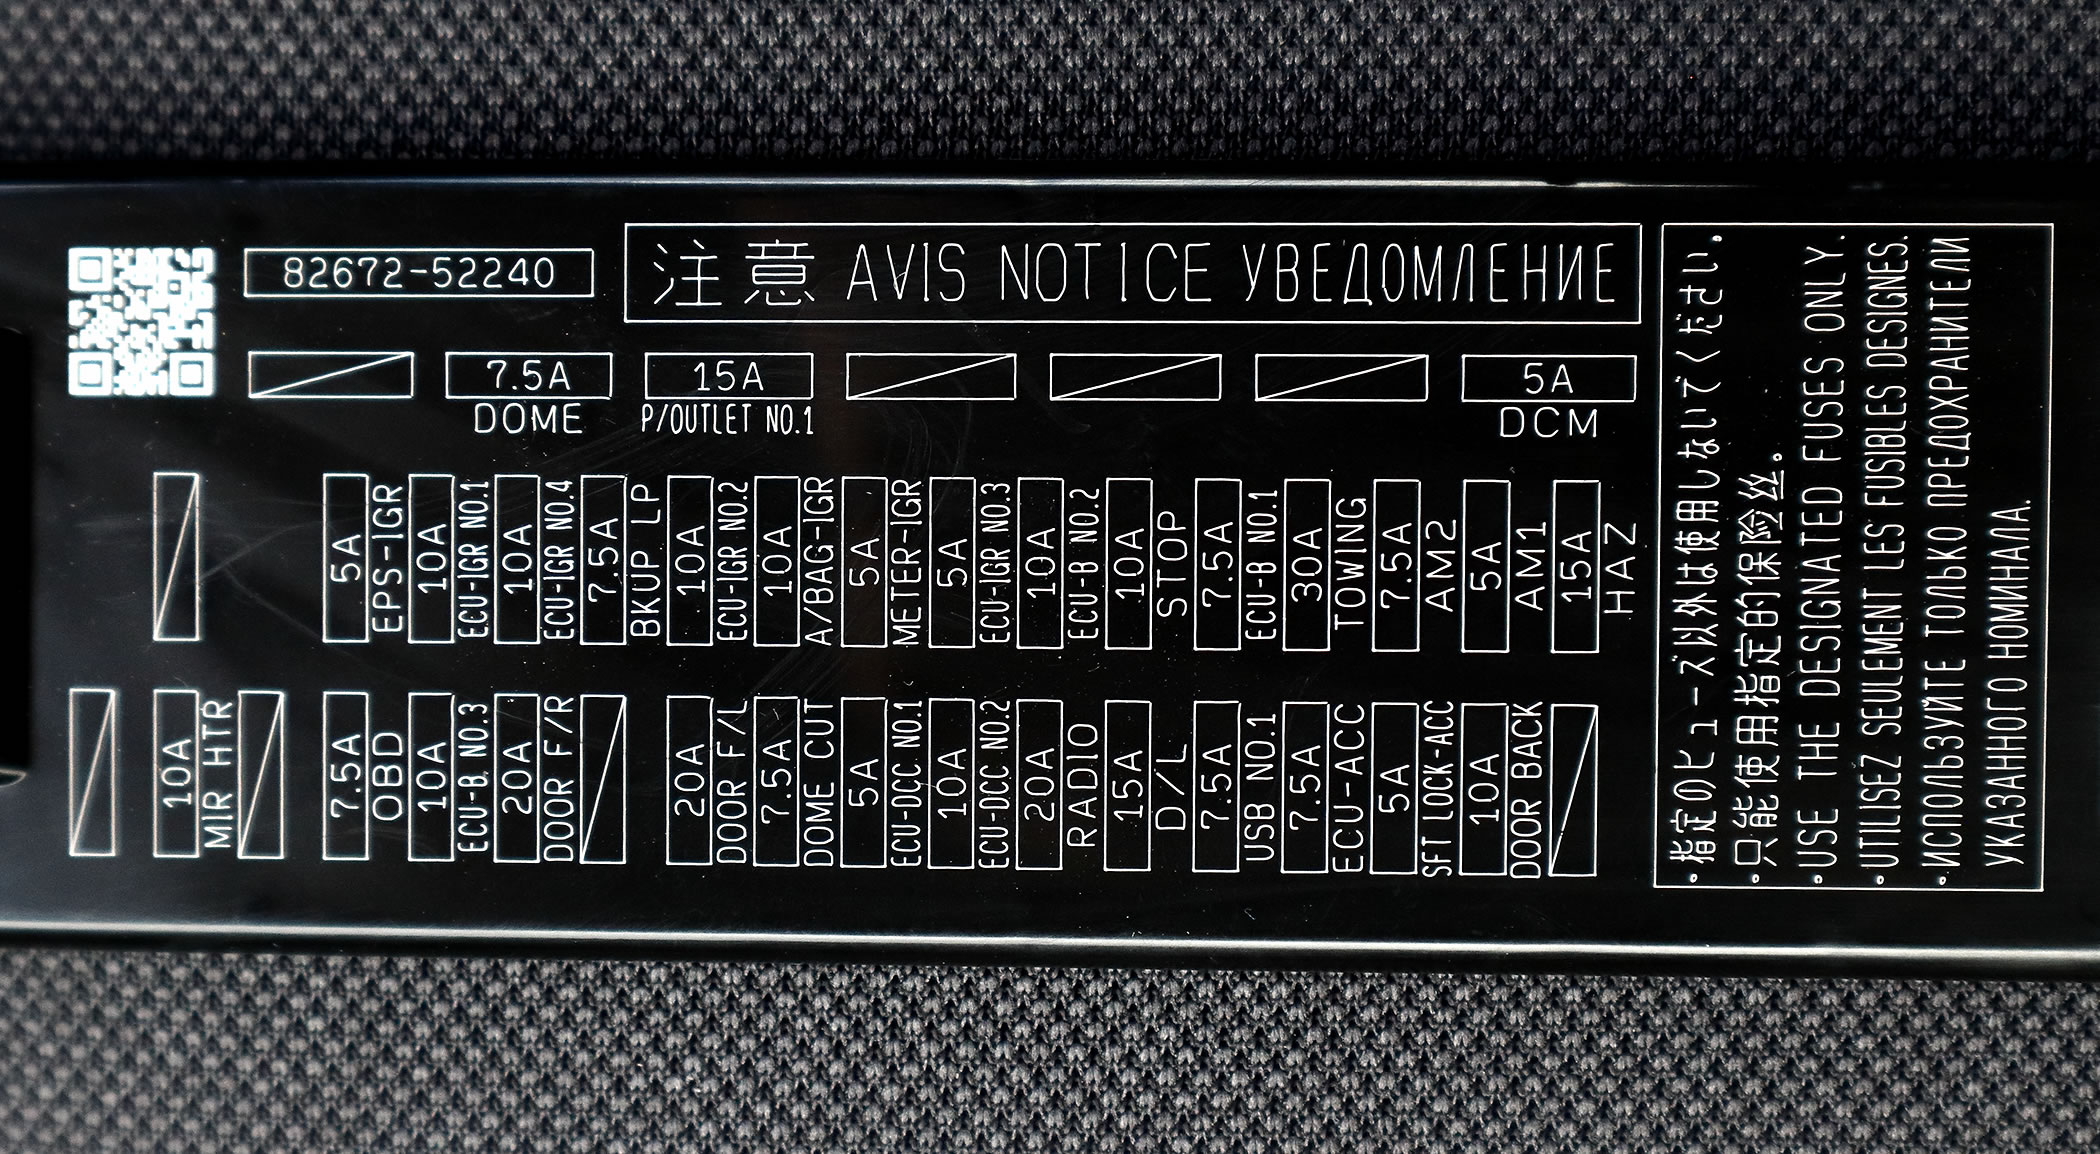 82672-52240
注意 AVIS NOTICE УВЕДОМЛЕНИЕ
7.5A
DOME
15A
P/OUTLET NO.1
5A
DCM
5A
EPS-IGR
10A
ECU-IGR NO.1
10A
ECU-IGR NO.4
7.5A
BKUP LP
10A
ECU-IGR NO.2
10A
A/BAG-IGR
5A
METER-IGR
5A
ECU-IGR NO.3
10A
ECU-B NO.2
10A
STOP
7.5A
ECU-B NO.1
30A
TOWING
7.5A
AM2
5A
AM1
15A
HAZ
10A
MIR HTR
7.5A
OBD
10A
ECU-B NO.3
20A
DOOR F/R
20A
DOOR F/L
7.5A
DOME CUT
5A
ECU-DCC NO.1
10A
ECU-DCC NO.2
20A
RADIO
15A
D/L
7.5A
USB NO.1
7.5A
ECU-ACC
5A
SFT LOCK-ACC
10A
DOOR BACK
・指定のヒューズ以外は使用しないでください。
・只能使用指定的保险丝。
・USE THE DESIGNATED FUSES ONLY.
・UTILISEZ SEULEMENT LES FUSIBLES DESIGNES.
・ИСПОЛЬЗУЙТЕ ТОЛЬКО ПРЕДОХРАНИТЕЛИ
УКАЗАННОГО НОМИНАЛА.